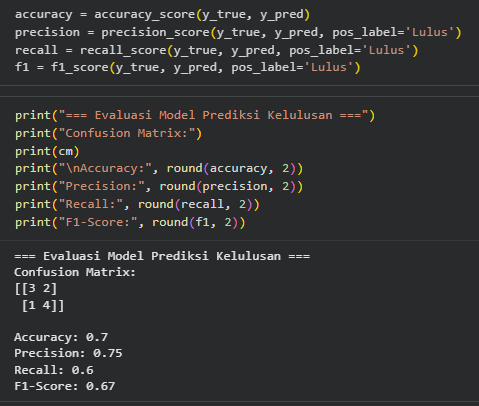 accuracy = accuracy_score(y_true, y_pred)
precision = precision_score(y_true, y_pred, pos_label='Lulus')
recall = recall_score(y_true, y_pred, pos_label='Lulus')
f1 = f1_score(y_true, y_pred, pos_label='Lulus')
print("=== Evaluasi Model Prediksi Kelulusan ===")
print("Confusion Matrix:")
print(cm)
print("\nAccuracy:", round(accuracy, 2))
print("Precision:", round(precision, 2))
print("Recall:", round(recall, 2))
print("F1-Score:", round(f1, 2))
=== Evaluasi Model Prediksi Kelulusan ===
Confusion Matrix:
[[3 2]
 [1 4]]
Accuracy: 0.7
Precision: 0.75
Recall: 0.6
F1-Score: 0.67